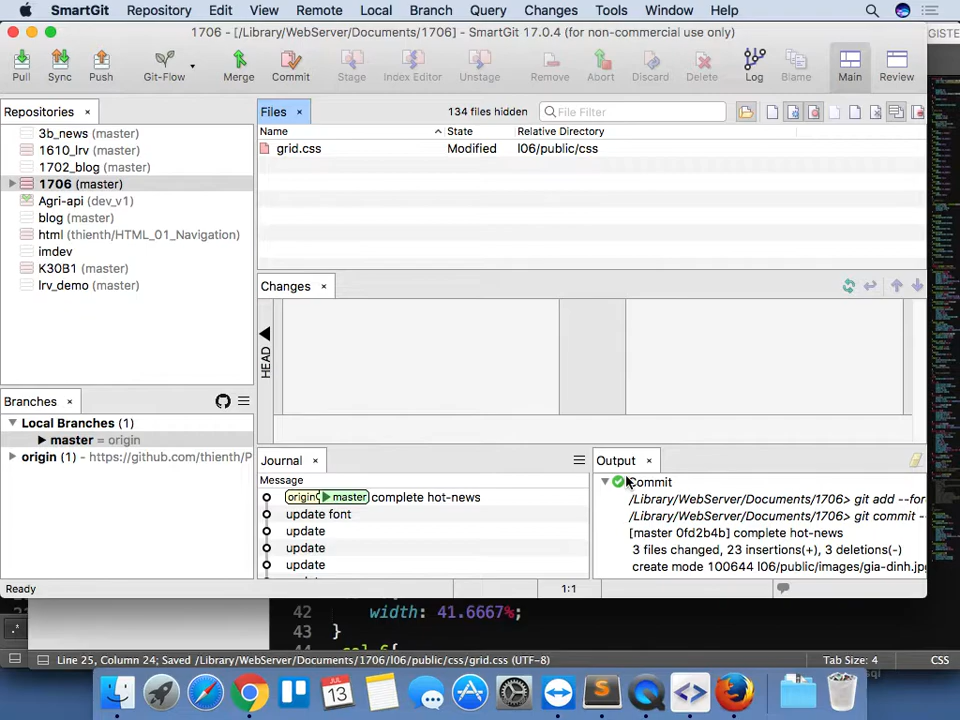 SmartGit Repository Edit View Remote Local Branch Query Changes Tools Window Help
1706 - [/Library/WebServer/Documents/1706] - SmartGit 17.0.4 (for non-commercial use only)
GISTE
Pull Sync Push Git-Flow Merge Commit Stage Index Editor Unstage Remove Abort Discard Delete Log Blame Main Review
Repositories
Files
134 files hidden
File Filter
Name State Relative Directory
grid.css Modified l06/public/css
3b_news (master)
1610_lrv (master)
1702_blog (master)
1706 (master)
Agri-api (dev_v1)
blog (master)
html (thienth/HTML_01_Navigation)
imdev
K30B1 (master)
lrv_demo (master)
Changes
HEAD
Branches
Local Branches (1)
master = origin
origin (1) - https://github.com/thienth/P
Journal
Message
origin master complete hot-news
update font
update
update
update
Output
Commit
/Library/WebServer/Documents/1706> git add --for
/Library/WebServer/Documents/1706> git commit -
[master 0fd2b4b] complete hot-news
3 files changed, 23 insertions(+), 3 deletions(-)
create mode 100644 l06/public/images/gia-dinh.jpg
Ready
1:1
42 width: 41.6667%;
43 }
Line 25, Column 24; Saved /Library/WebServer/Documents/1706/l06/public/css/grid.css (UTF-8)
Tab Size: 4
CSS
JUL
13